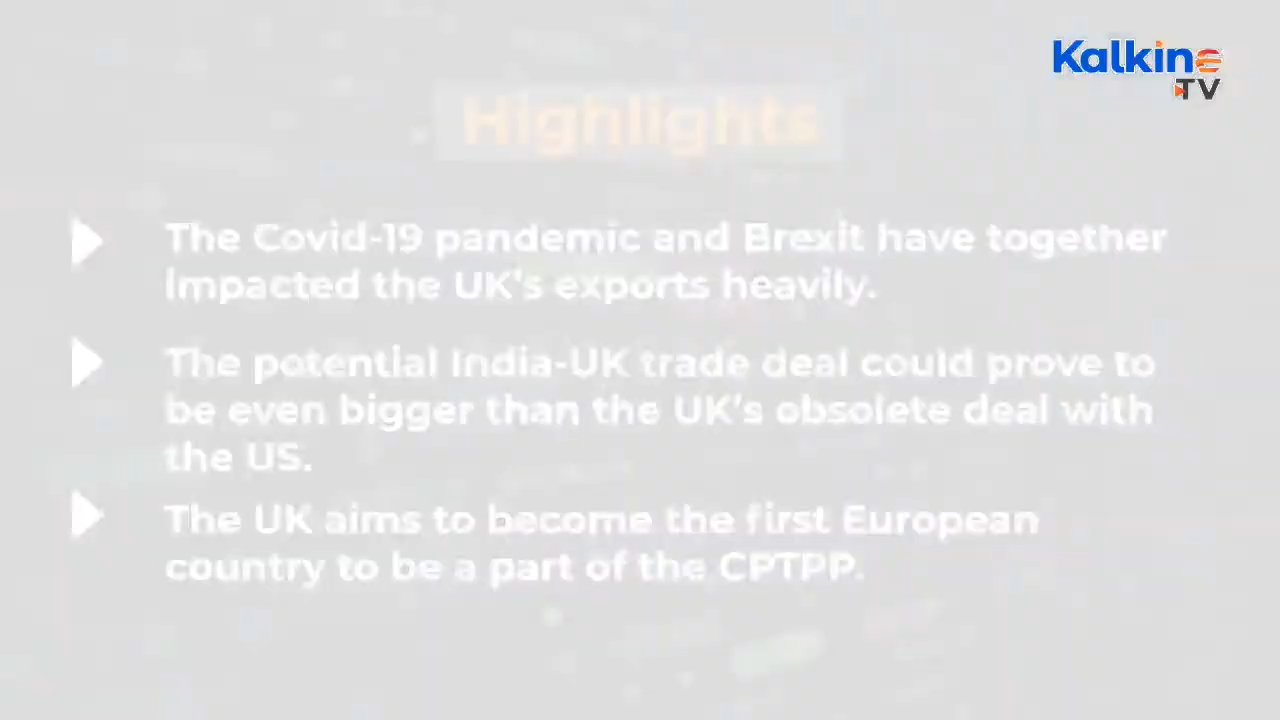 Kalkine
TV
Highlights
The Covid-19 pandemic and Brexit have together
impacted the UK's exports heavily.
The potential India-UK trade deal could prove to
be even bigger than the UK's obsolete deal with
the US.
The UK aims to become the first European
country to be a part of the CPTPP.